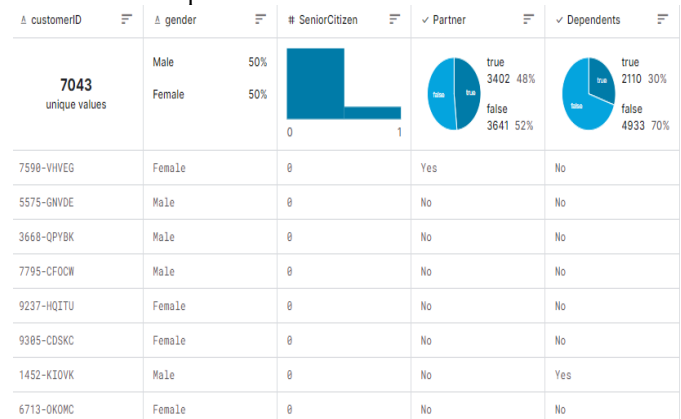 customerID gender # SeniorCitizen Partner Dependents
7043
unique values
Male 50%
Female 50%
0 1
false true
true
3402 48%
false
3641 52%
false true
true
2110 30%
false
4933 70%
7590-VHVEG Female 0 Yes No
5575-GNVDE Male 0 No No
3668-QPYBK Male 0 No No
7795-CFOCW Male 0 No No
9237-HQITU Female 0 No No
9305-CDSKC Female 0 No No
1452-KIOVK Male 0 No Yes
6713-OKOMC Female 0 No No